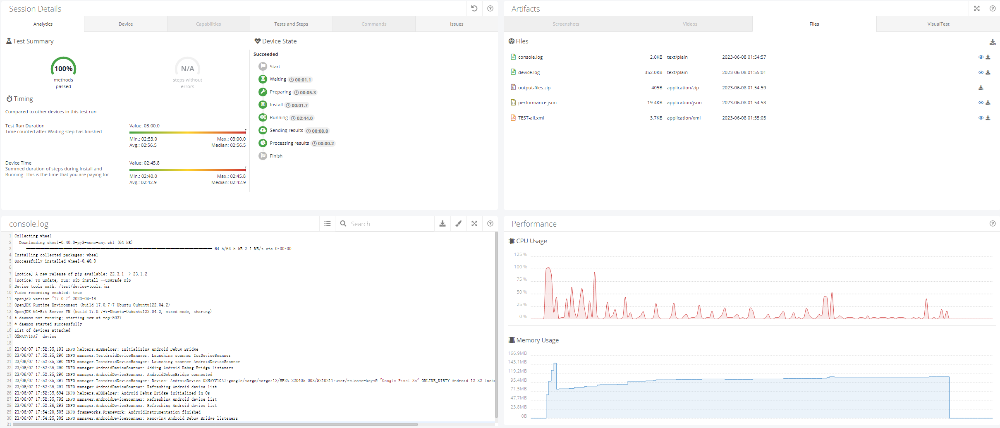 Session Details
Analytics
Device
Capabilities
Tests and Steps
Commands
Issues
Test Summary
100%
methods
passed
N/A
steps without
errors
Timing
Compared to other devices in this test run
Test Run Duration
Time counted after Waiting step has finished.
Value: 03:00.0
Min.: 02:53.0
Max.: 03:00.0
Avg.: 02:56.5
Median: 02:56.5
Device Time
Summed duration of steps during Install and
Running. This is the time that you are paying for.
Value: 02:45.8
Min.: 02:40.0
Max.: 02:45.8
Avg.: 02:42.9
Median: 02:42.9
Device State
Succeeded
Start
Waiting 00:01.1
Preparing 00:05.3
Install 00:01.7
Running 02:44.0
Sending results 00:08.8
Processing results 00:00.2
Finish
Artifacts
Screenshots
Videos
Files
VisualTest
Files
console.log 2.0KB text/plain 2023-06-08 01:54:57
device.log 352.0KB text/plain 2023-06-08 01:55:01
output-files.zip 405B application/zip 2023-06-08 01:54:59
performance.json 19.4KB application/json 2023-06-08 01:54:58
TEST-all.xml 3.7KB application/xml 2023-06-08 01:55:05
console.log
Search
1 Collecting wheel
2 Downloading wheel-0.40.0-py3-none-any.whl (64 kB)
3 64.5/64.5 kB 2.1 MB/s eta 0:00:00
4 Installing collected packages: wheel
5 Successfully installed wheel-0.40.0
6
7 [notice] A new release of pip available: 22.3.1 -> 23.1.2
8 [notice] To update, run: pip install --upgrade pip
9 Device tools path: /test/device-tools.jar
10 Video recording enabled: true
11 openjdk version "17.0.7" 2023-04-18
12 OpenJDK Runtime Environment (build 17.0.7+7-Ubuntu-0ubuntu122.04.2)
13 OpenJDK 64-Bit Server VM (build 17.0.7+7-Ubuntu-0ubuntu122.04.2, mixed mode, sharing)
14 * daemon not running; starting now at tcp:5037
15 * daemon started successfully
16 List of devices attached
17 02NAYV1GA7 device
18
19 23/06/07 17:52:35,193 INFO helpers.ADBHelper: Initializing Android Debug Bridge
20 23/06/07 17:52:35,290 INFO manager.TestdroidDeviceManager: Launching scanner IosDeviceScanner
21 23/06/07 17:52:35,290 INFO manager.TestdroidDeviceManager: Launching scanner AndroidDeviceScanner
22 23/06/07 17:52:35,290 INFO manager.AndroidDeviceScanner: Adding Android Debug Bridge listeners
23 23/06/07 17:52:35,290 INFO manager.AndroidDeviceScanner: AndroidDebugBridge connected
24 23/06/07 17:52:35,297 INFO manager.TestdroidDeviceManager: Device: AndroidDevice 02NAYV1GA7:google/sargo/sargo:12/SP2A.220405.003/8210211:user/release-keys@ "Google Pixel 3a" ONLINE_DIRTY Android 12 32 locke
25 23/06/07 17:52:35,297 INFO manager.AndroidDeviceScanner: Refreshing Android device list
26 23/06/07 17:52:35,694 INFO helpers.ADBHelper: Android Debug Bridge initialized in 0s
27 23/06/07 17:52:35,792 INFO manager.AndroidDeviceScanner: Refreshing Android device list
28 23/06/07 17:52:36,293 INFO manager.AndroidDeviceScanner: Refreshing Android device list
29 23/06/07 17:54:20,505 INFO frameworks.Framework: AndroidInstrumentation finished
30 23/06/07 17:54:25,302 INFO manager.AndroidDeviceScanner: Removing Android Debug Bridge listeners
31
Performance
CPU Usage
125 %
100 %
75 %
50 %
25 %
0 %
Memory Usage
166.9MB
143.1MB
119.2MB
95.4MB
71.5MB
47.7MB
23.8MB
0B